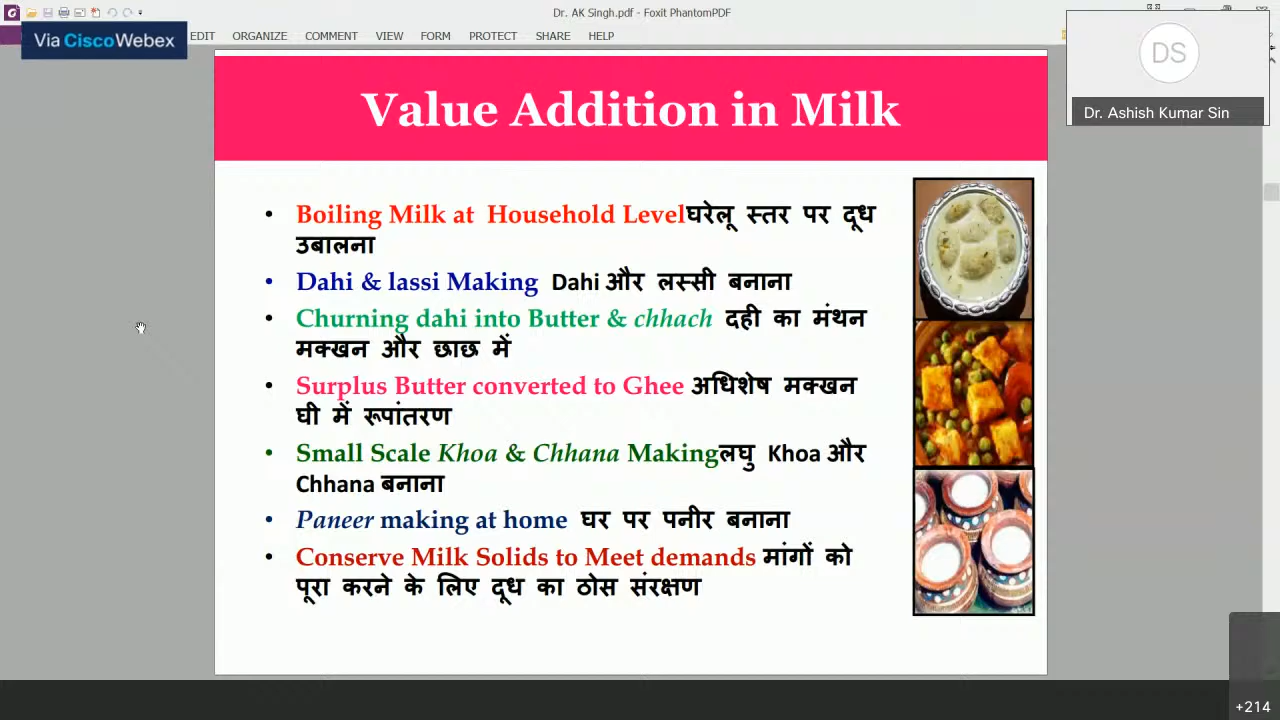 Dr. AK Singh.pdf - Foxit PhantomPDF
Via Cisco Webex
EDIT ORGANIZE COMMENT VIEW FORM PROTECT SHARE HELP
DS
Dr. Ashish Kumar Sin
Value Addition in Milk
• Boiling Milk at Household Levelघरेलू स्तर पर दूध
उबालना
• Dahi & lassi Making Dahi और लस्सी बनाना
• Churning dahi into Butter & chhach दही का मंथन
मक्खन और छाछ में
• Surplus Butter converted to Ghee अधिशेष मक्खन
घी में रूपांतरण
• Small Scale Khoa & Chhana Makingलघु Khoa और
Chhana बनाना
• Paneer making at home घर पर पनीर बनाना
• Conserve Milk Solids to Meet demands मांगों को
पूरा करने के लिए दूध का ठोस संरक्षण
+214